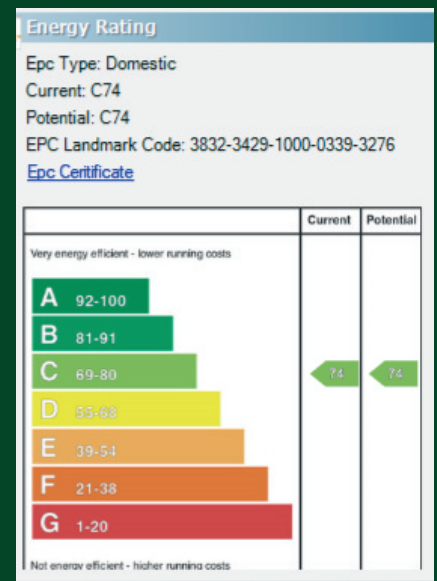 Energy Rating
Epc Type: Domestic
Current: C74
Potential: C74
EPC Landmark Code: 3832-3429-1000-0339-3276
Epc Ceritificate
Current Potential
Very energy efficient - lower running costs
A 92-100
B 81-91
C 69-80 74 74
D 55-68
E 39-54
F 21-38
G 1-20
Not energy efficient - higher running costs